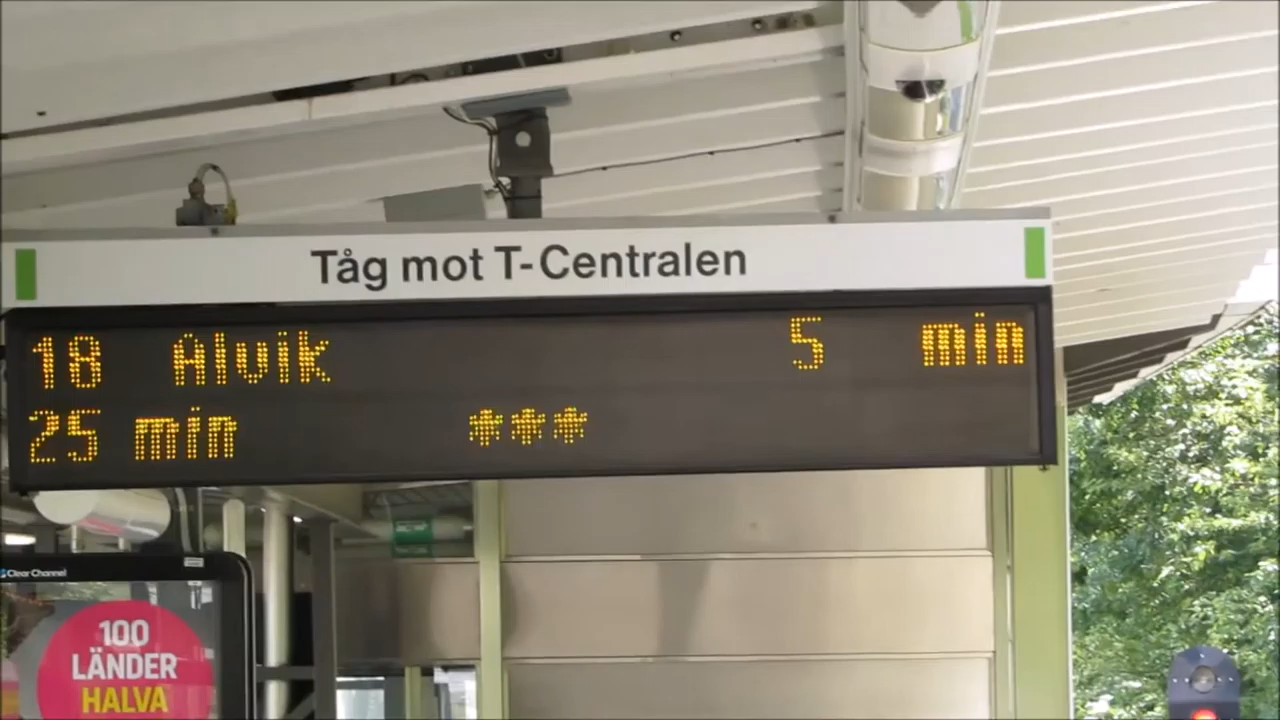 Tåg mot T-Centralen
18 Alvik 5 min
25 min ***
Clear Channel
100
LÄNDER
HALVA